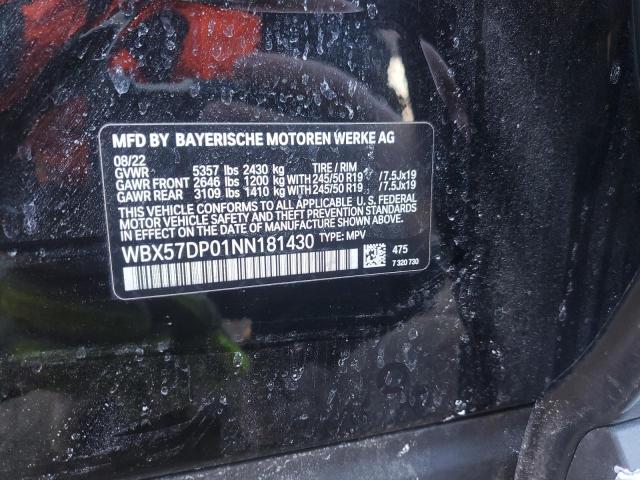 MFD BY BAYERISCHE MOTOREN WERKE AG
08/22
GVWR 5357 lbs 2430 kg TIRE / RIM
GAWR FRONT 2646 lbs 1200 kg WITH 245/50 R19 /7.5Jx19
GAWR REAR 3109 lbs 1410 kg WITH 245/50 R19 /7.5Jx19
THIS VEHICLE CONFORMS TO ALL APPLICABLE U. S. FEDERAL
MOTOR VEHICLE SAFETY AND THEFT PREVENTION STANDARDS
IN EFFECT ON THE DATE OF MANUFACTURE SHOWN ABOVE.
WBX57DP01NN181430 TYPE: MPV
475
7 320 730